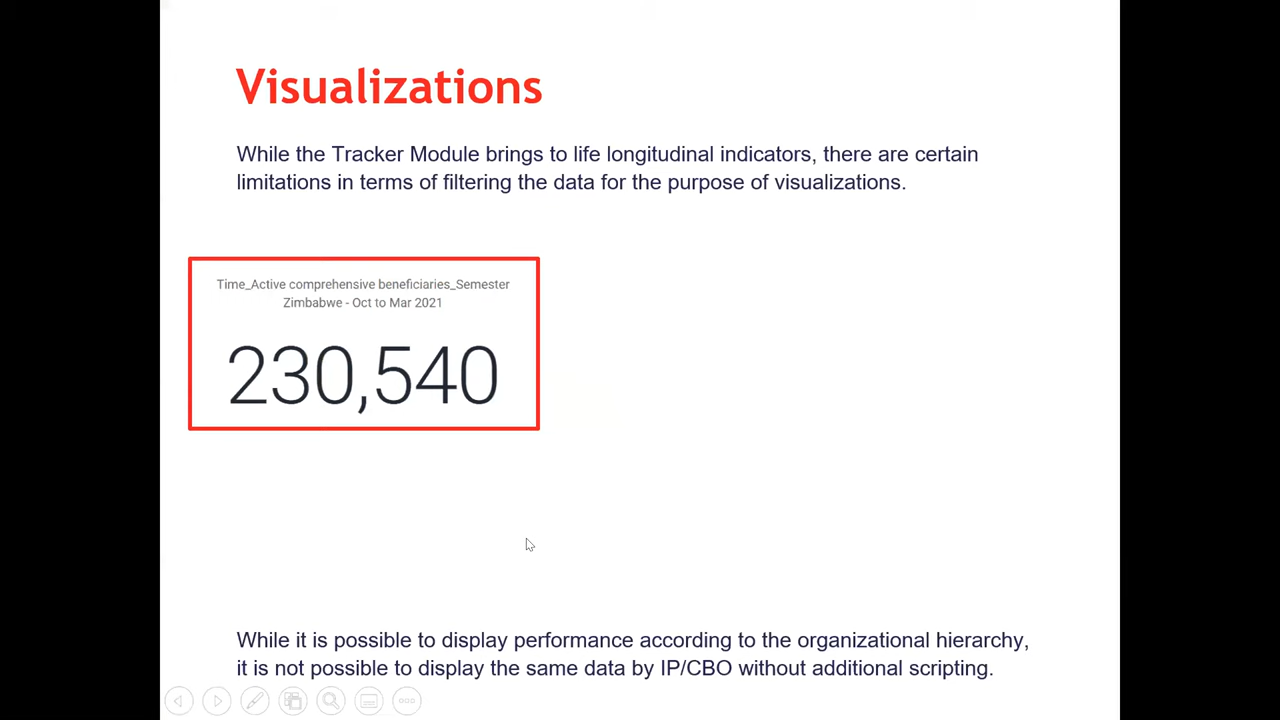 Visualizations
While the Tracker Module brings to life longitudinal indicators, there are certain
limitations in terms of filtering the data for the purpose of visualizations.
Time_Active comprehensive beneficiaries_Semester
Zimbabwe - Oct to Mar 2021
230,540
While it is possible to display performance according to the organizational hierarchy,
it is not possible to display the same data by IP/CBO without additional scripting.